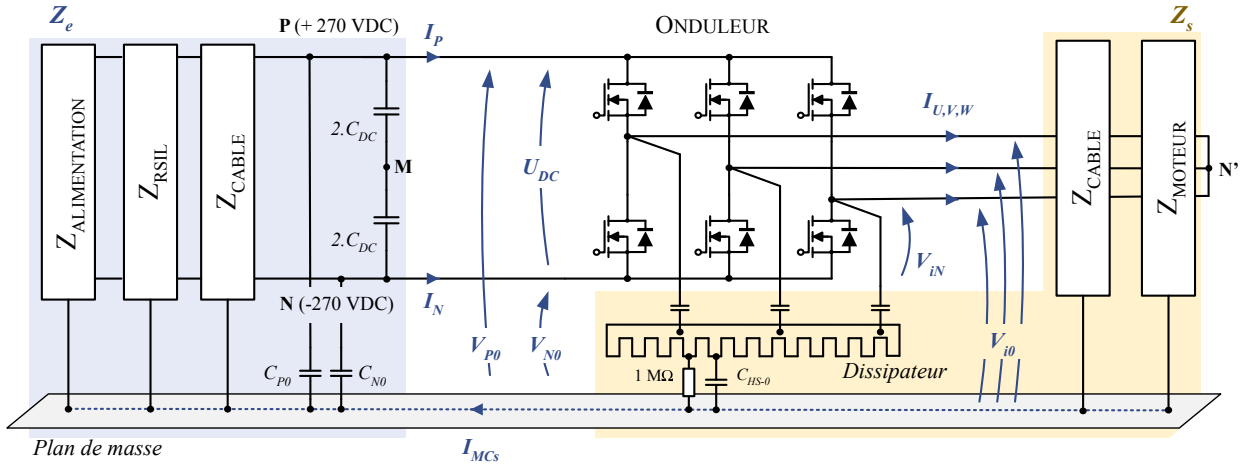 Z_e
P (+ 270 VDC)
I_P
ONDULEUR
Z_s
Z_ALIMENTATION
Z_RSIL
Z_CABLE
2.C_DC
M
2.C_DC
U_DC
I_U,V,W
Z_CABLE
Z_MOTEUR
N'
V_iN
N (-270 VDC)
I_N
V_P0
V_N0
V_i0
C_P0
C_N0
1 MΩ
C_HS-0
Dissipateur
I_MCs
Plan de masse